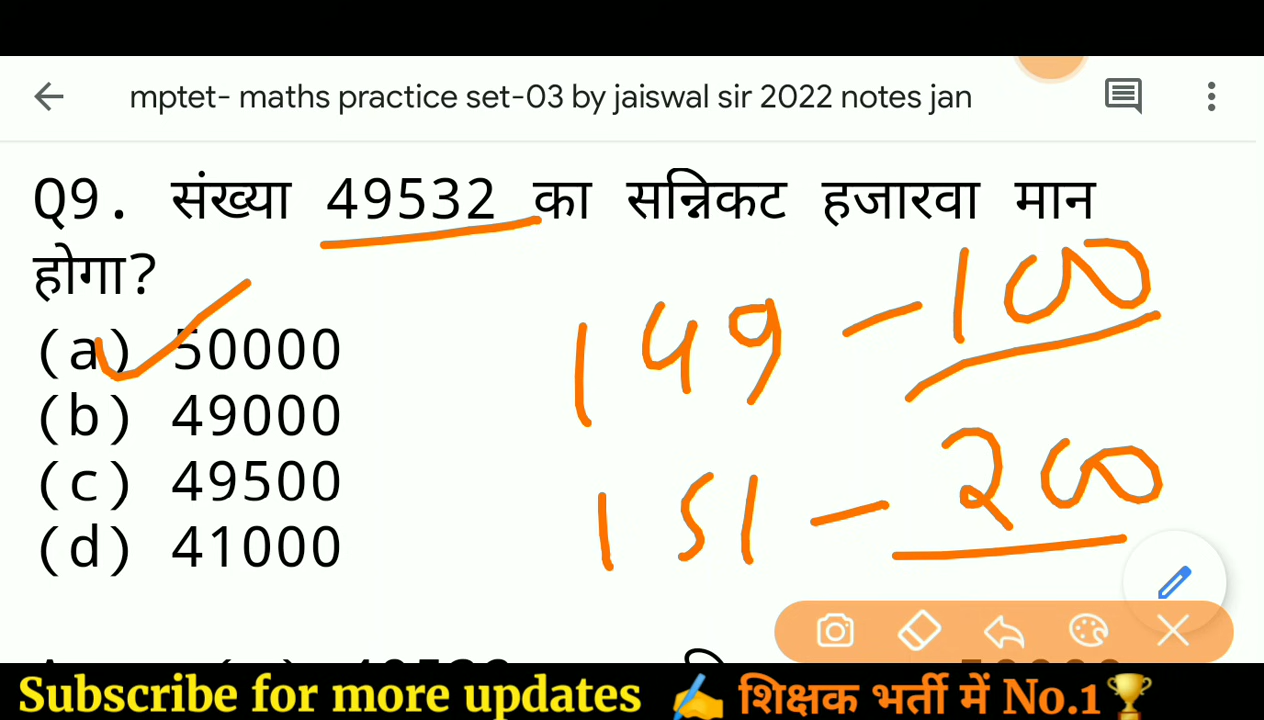 mptet- maths practice set-03 by jaiswal sir 2022 notes jan
Q9. संख्या 49532 का सन्निकट हजारवा मान
होगा?
(a) 50000
(b) 49000
(c) 49500
(d) 41000
149 - 100
151 - 200
Subscribe for more updates ✍️ शिक्षक भर्ती में No.1🏆